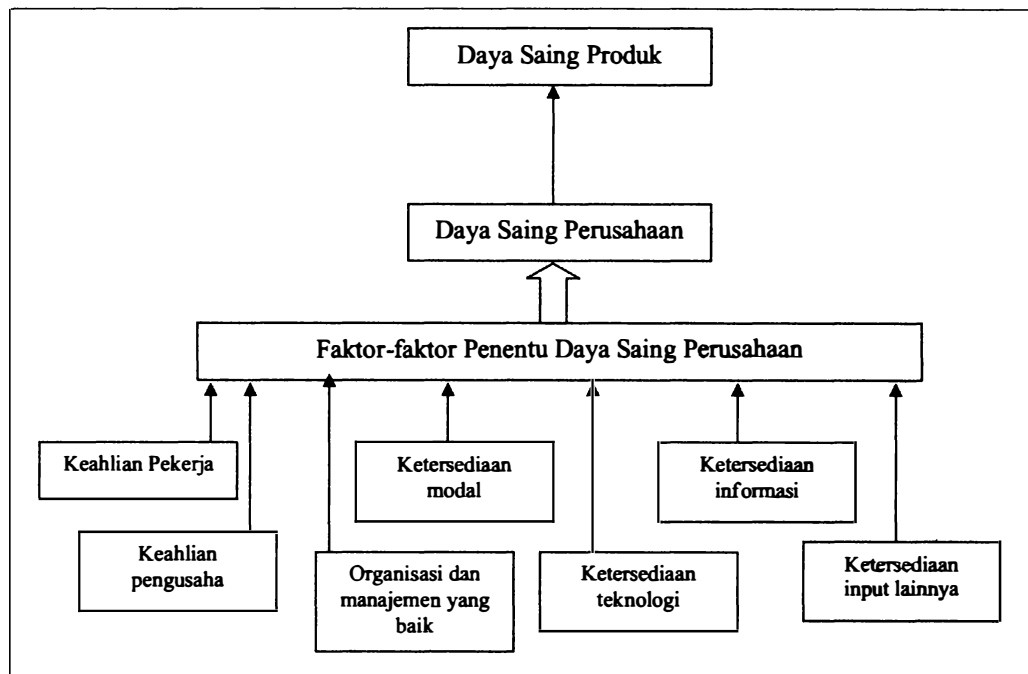 Daya Saing Produk
Daya Saing Perusahaan
Faktor-faktor Penentu Daya Saing Perusahaan
Keahlian Pekerja
Ketersediaan
modal
Ketersediaan
informasi
Keahlian
pengusaha
Organisasi dan
manajemen yang
baik
Ketersediaan
teknologi
Ketersediaan
input lainnya